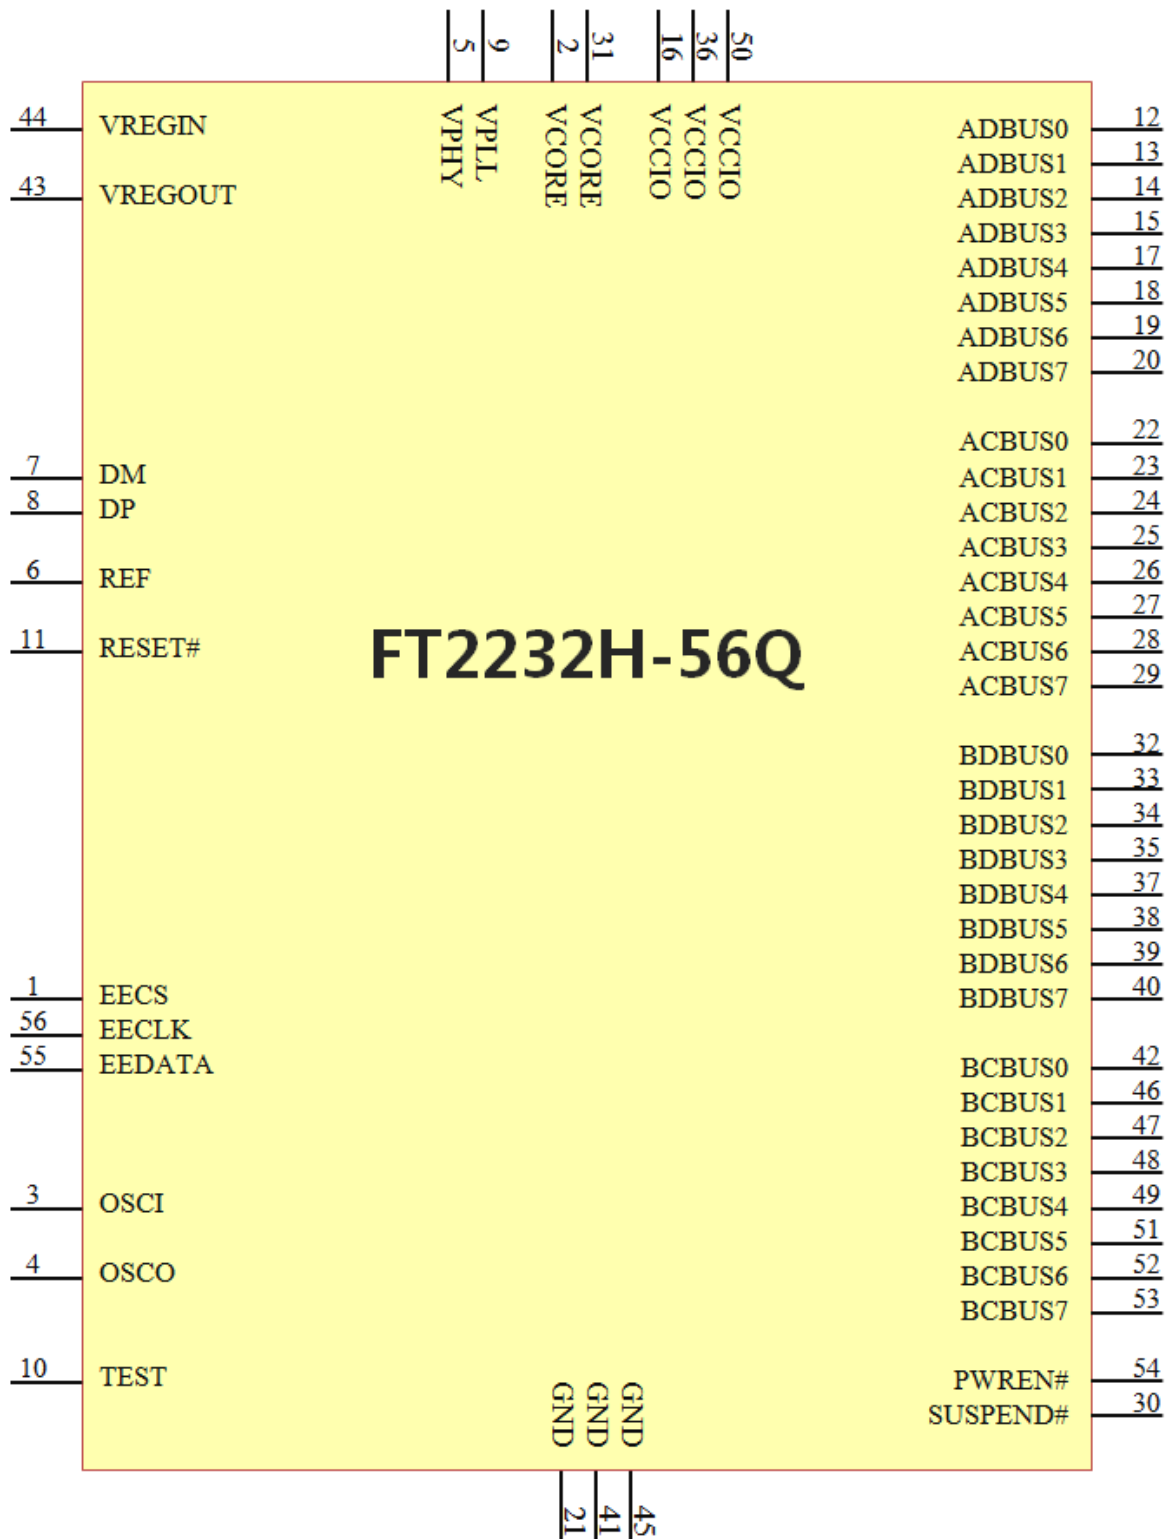 5 9 2 31 16 36 50
VPHY VPLL VCORE VCORE VCCIO VCCIO VCCIO
44 VREGIN
43 VREGOUT
7 DM
8 DP
6 REF
11 RESET#
1 EECS
56 EECLK
55 EEDATA
3 OSCI
4 OSCO
10 TEST
FT2232H-56Q
ADBUS0 12
ADBUS1 13
ADBUS2 14
ADBUS3 15
ADBUS4 17
ADBUS5 18
ADBUS6 19
ADBUS7 20
ACBUS0 22
ACBUS1 23
ACBUS2 24
ACBUS3 25
ACBUS4 26
ACBUS5 27
ACBUS6 28
ACBUS7 29
BDBUS0 32
BDBUS1 33
BDBUS2 34
BDBUS3 35
BDBUS4 37
BDBUS5 38
BDBUS6 39
BDBUS7 40
BCBUS0 42
BCBUS1 46
BCBUS2 47
BCBUS3 48
BCBUS4 49
BCBUS5 51
BCBUS6 52
BCBUS7 53
PWREN# 54
SUSPEND# 30
GND GND GND
21 41 45